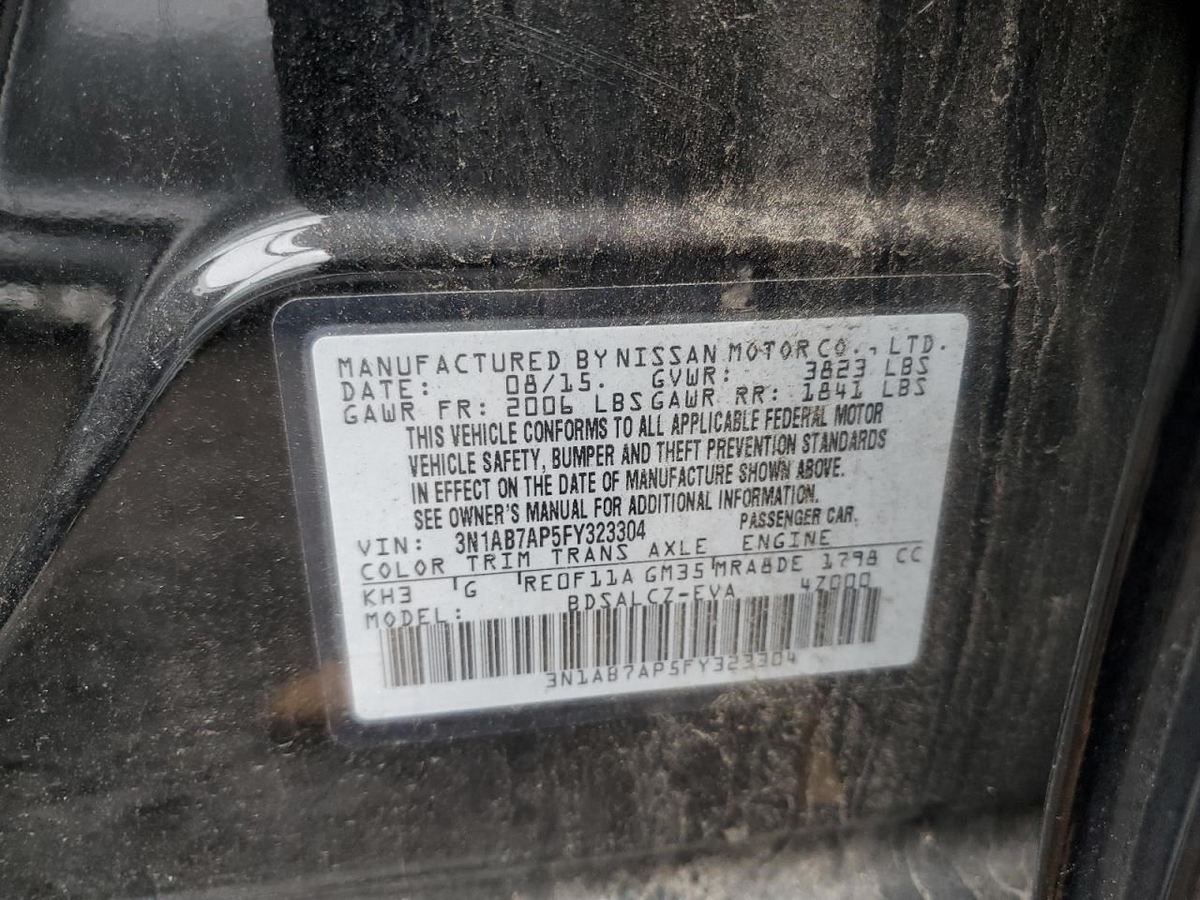 MANUFACTURED BY NISSAN MOTOR CO., LTD.
DATE: 08/15. GVWR: 3823 LBS
GAWR FR: 2006 LBS GAWR RR: 1841 LBS
THIS VEHICLE CONFORMS TO ALL APPLICABLE FEDERAL MOTOR
VEHICLE SAFETY, BUMPER AND THEFT PREVENTION STANDARDS
IN EFFECT ON THE DATE OF MANUFACTURE SHOWN ABOVE.
SEE OWNER'S MANUAL FOR ADDITIONAL INFORMATION.
VIN: 3N1AB7AP5FY323304 PASSENGER CAR.
COLOR TRIM TRANS AXLE ENGINE
KH3 G RE0F11A GM35 MRA8DE 1798 CC
MODEL: BDSALCZ-EVA 4Z000
3N1AB7AP5FY323304